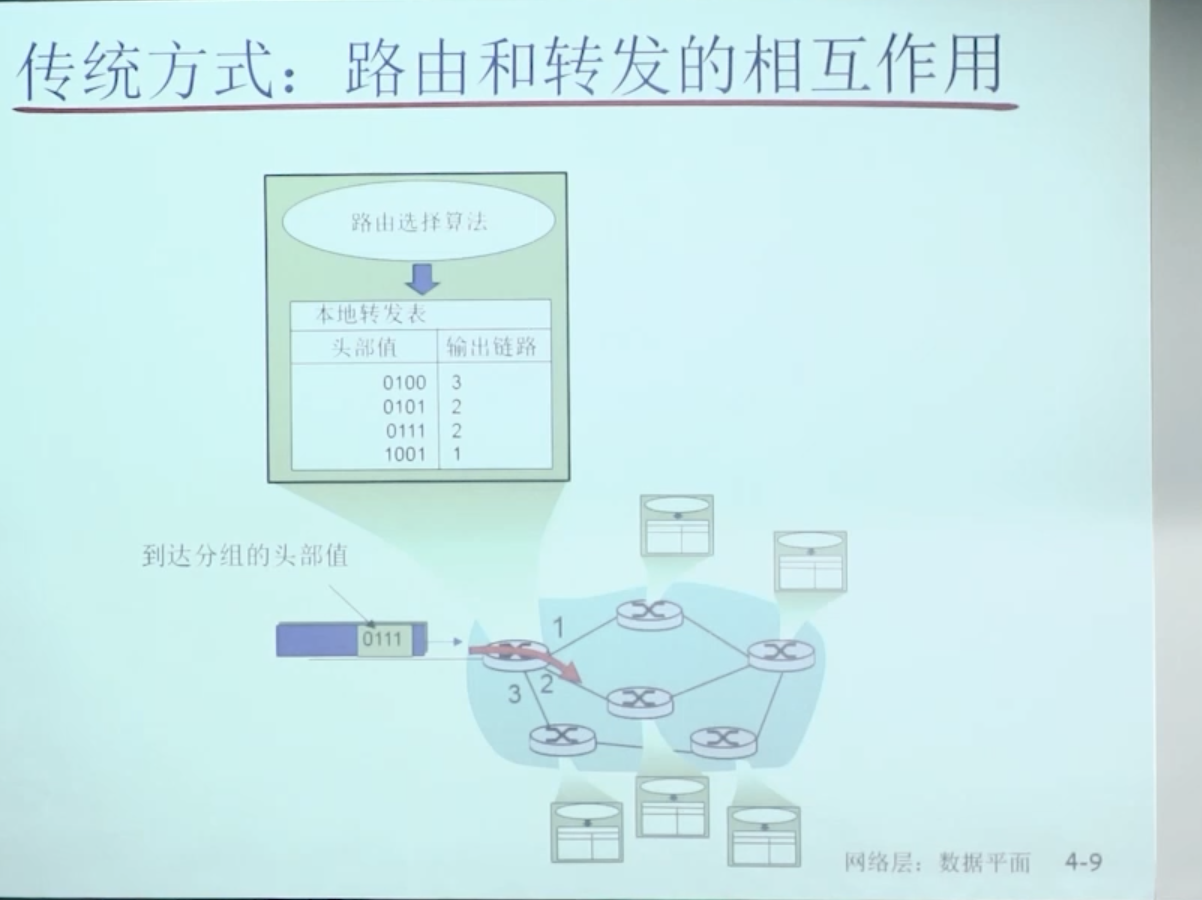 传统方式：路由和转发的相互作用
路由选择算法
本地转发表
头部值 输出链路
0100 3
0101 2
0111 2
1001 1
到达分组的头部值
0111
1
2
3
网络层：数据平面 4-9